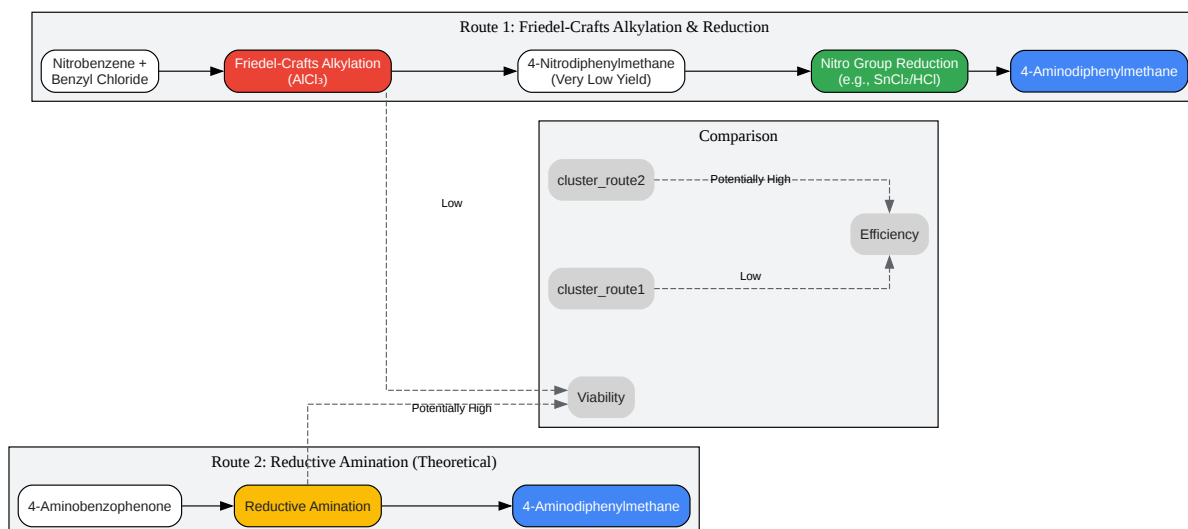 Route 1: Friedel-Crafts Alkylation & Reduction
Nitrobenzene +
Benzyl Chloride
Friedel-Crafts Alkylation
(AlCl₃)
4-Nitrodiphenylmethane
(Very Low Yield)
Nitro Group Reduction
(e.g., SnCl₂/HCl)
4-Aminodiphenylmethane
Comparison
cluster_route2
Potentially High
Efficiency
Low
cluster_route1
Low
Viability
Potentially High
Route 2: Reductive Amination (Theoretical)
4-Aminobenzophenone
Reductive Amination
4-Aminodiphenylmethane